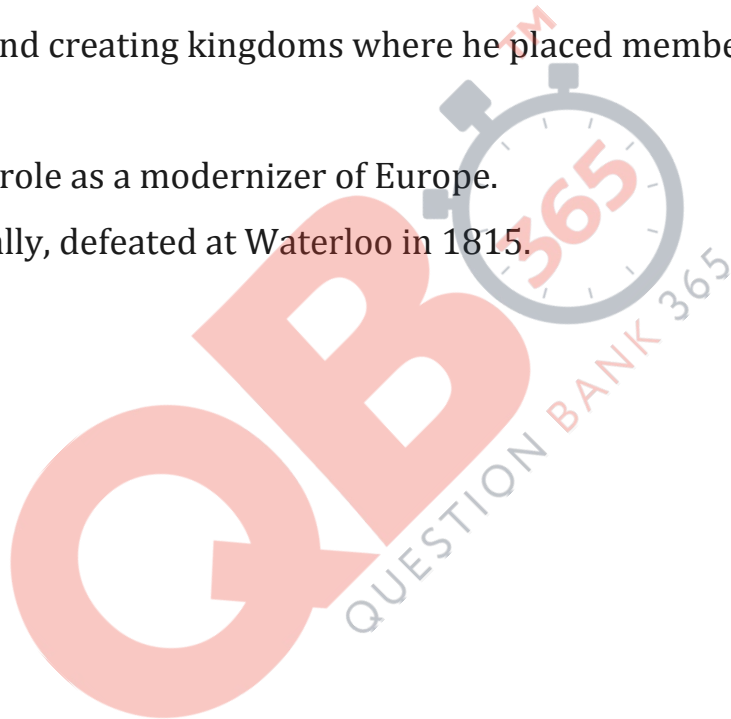 nd creating kingdoms where he placed membe
role as a modernizer of Europe.
ally, defeated at Waterloo in 1815.
QB
365
TM
QUESTION BANK 365